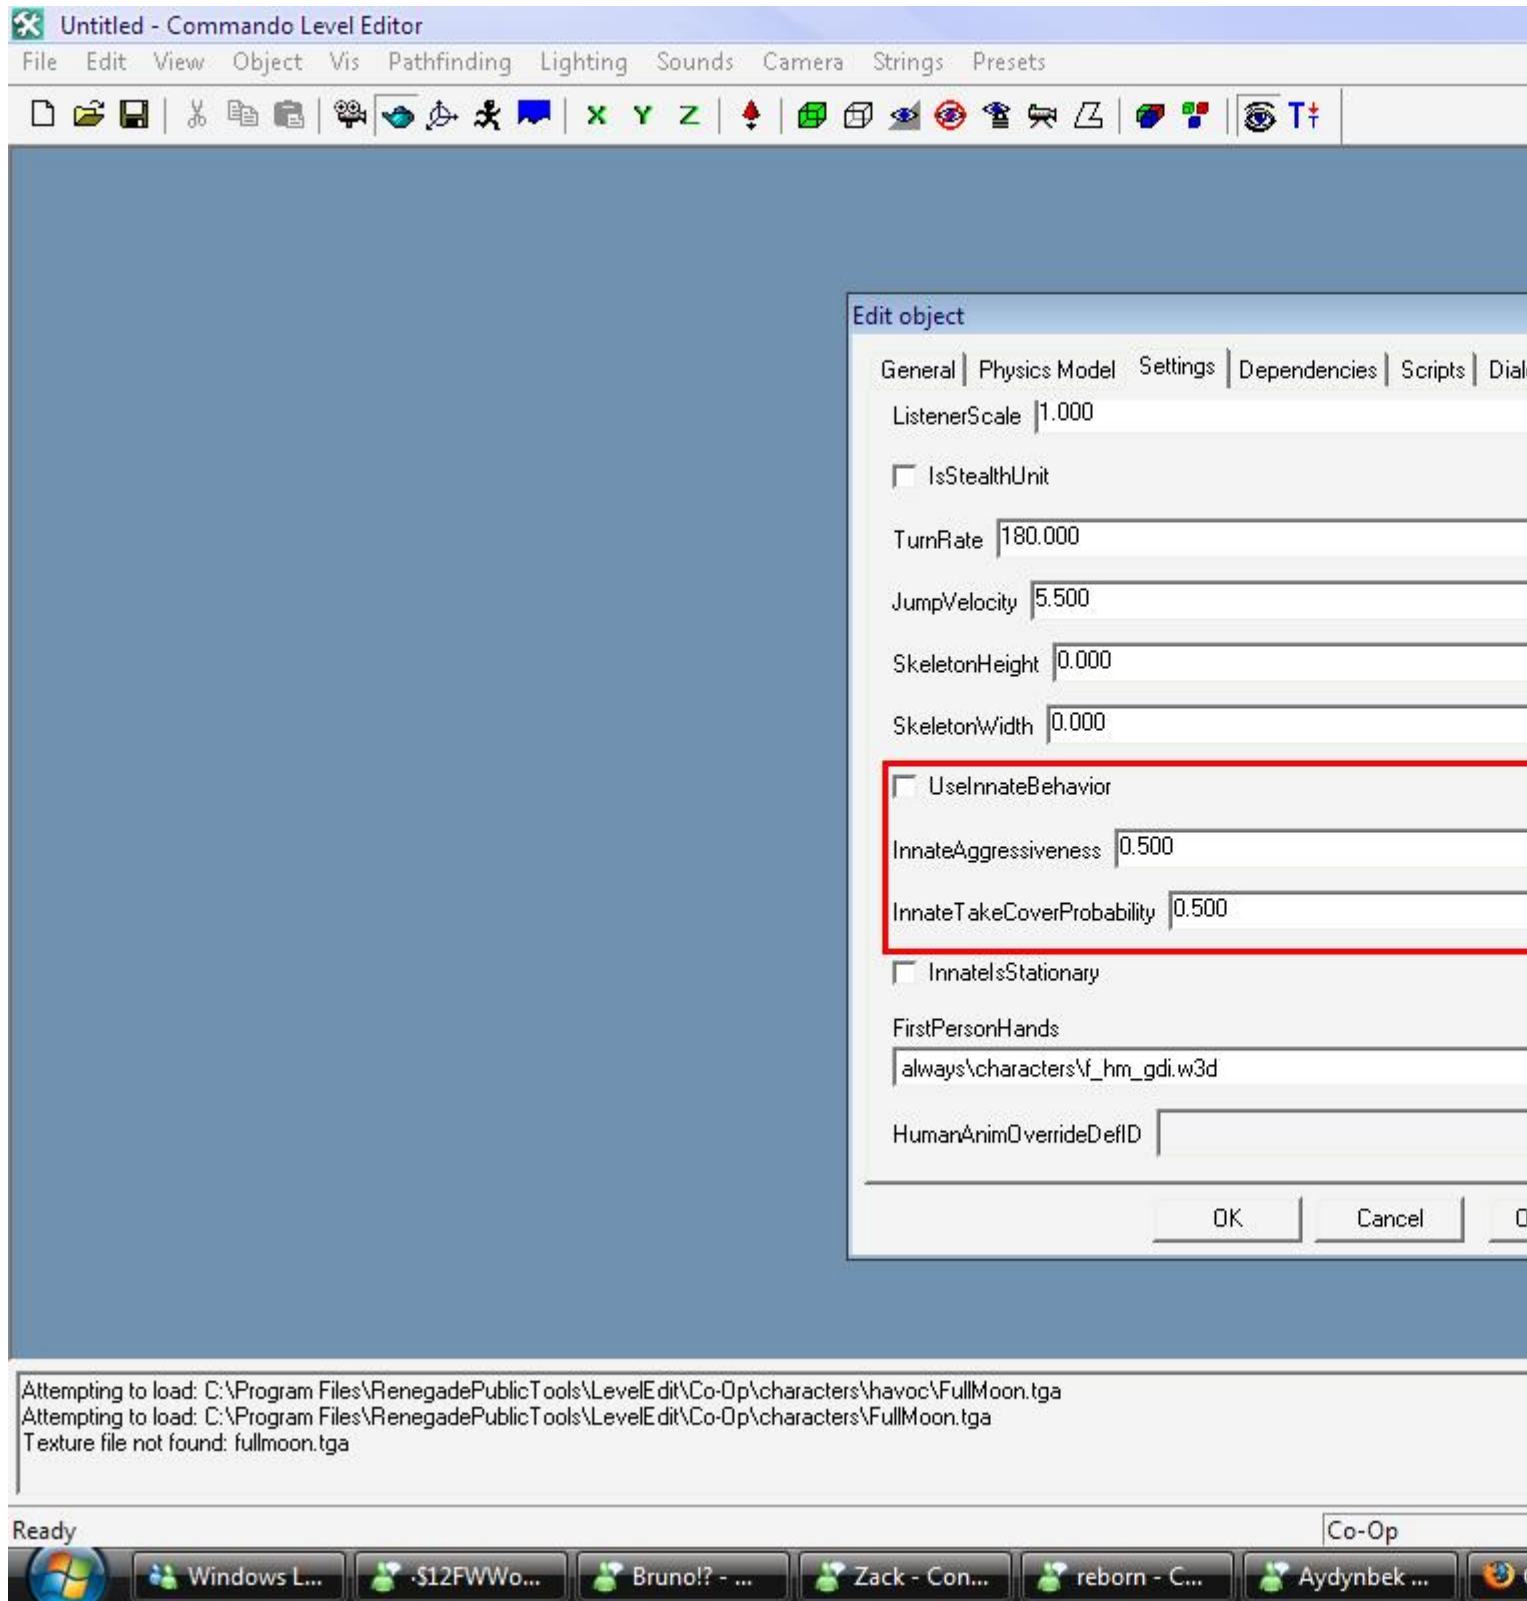 Untitled - Commando Level Editor
File Edit View Object Vis Pathfinding Lighting Sounds Camera Strings Presets
X Y Z T
Edit object
General Physics Model Settings Dependencies Scripts Dial
ListenerScale 1.000
IsStealthUnit
TurnRate 180.000
JumpVelocity 5.500
SkeletonHeight 0.000
SkeletonWidth 0.000
UseInnateBehavior
InnateAggressiveness 0.500
InnateTakeCoverProbability 0.500
InnateIsStationary
FirstPersonHands
always\characters\f_hm_gdi.w3d
HumanAnimOverrideDefID
OK Cancel
Attempting to load: C:\Program Files\RenegadePublicTools\LevelEdit\Co-Op\characters\havoc\FullMoon.tga
Attempting to load: C:\Program Files\RenegadePublicTools\LevelEdit\Co-Op\characters\FullMoon.tga
Texture file not found: fullmoon.tga
Ready Co-Op
Windows L... ·$12FWWo... Bruno!? - ... Zack - Con... reborn - C... Aydynbek ...